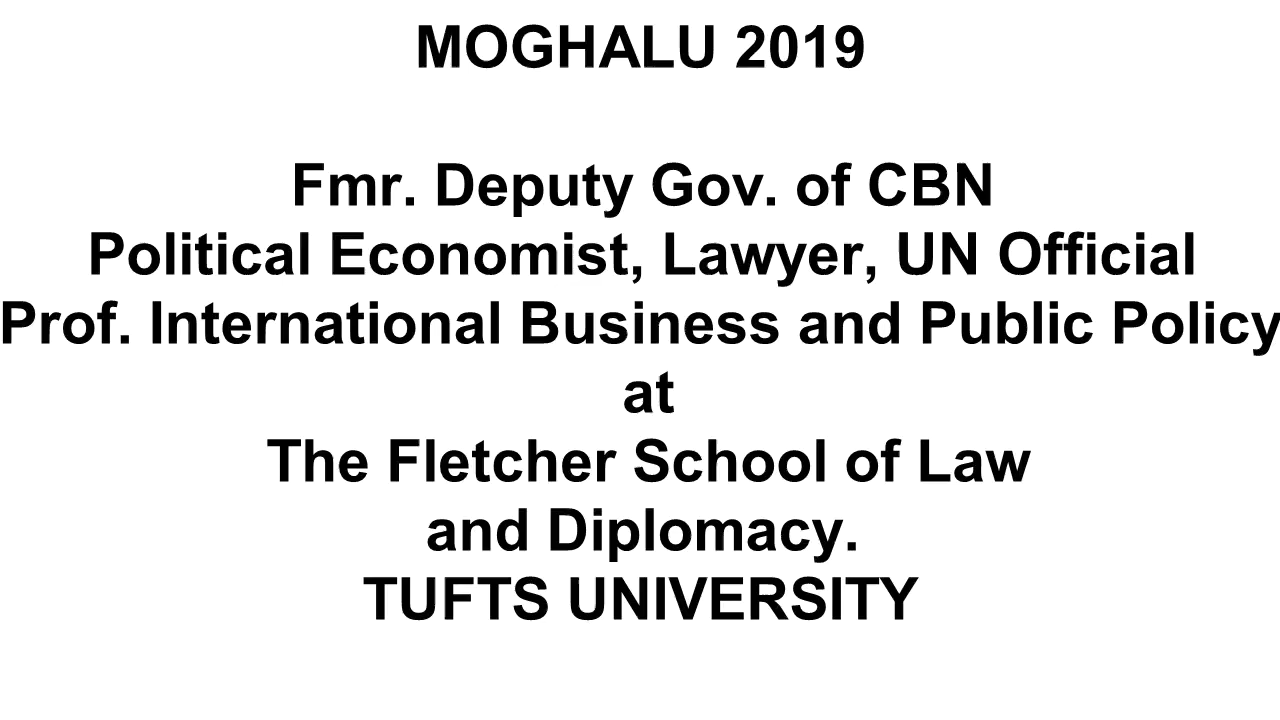 MOGHALU 2019
Fmr. Deputy Gov. of CBN
Political Economist, Lawyer, UN Official
Prof. International Business and Public Policy
at
The Fletcher School of Law
and Diplomacy.
TUFTS UNIVERSITY